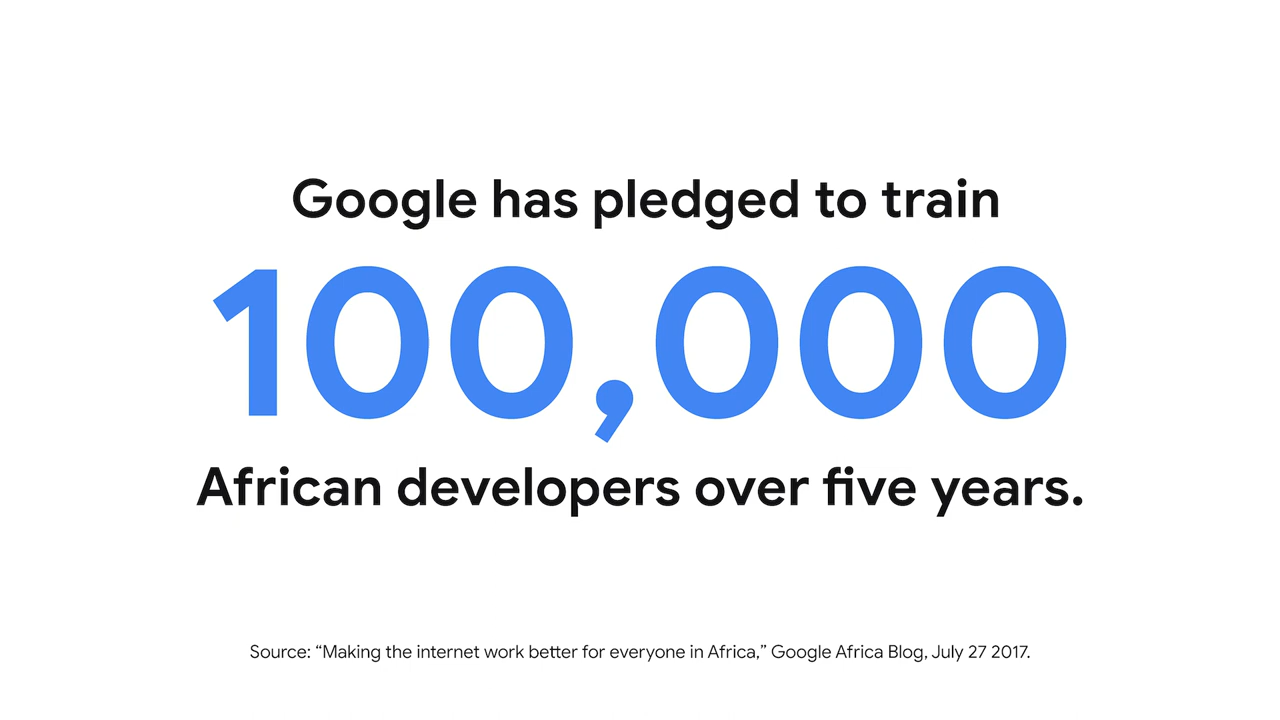 Google has pledged to train
100,000
African developers over five years.
Source: “Making the internet work better for everyone in Africa,” Google Africa Blog, July 27 2017.